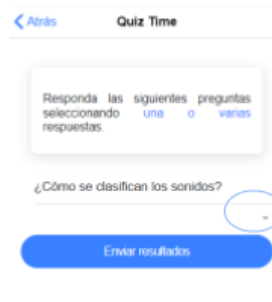 Atrás Quiz Time
Responda las siguientes preguntas
seleccionando una o varias
respuestas.
¿Cómo se clasifican los sonidos?
Enviar resultados